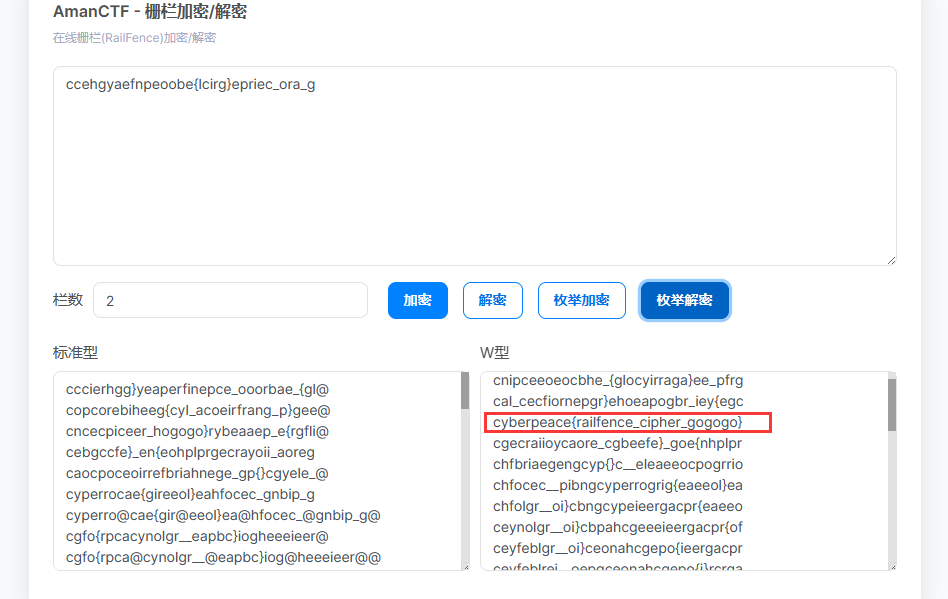 AmanCTF - 栅栏加密/解密
在线栅栏(RailFence)加密/解密
ccehgyaefnpeoobe{lcirg}epriec_ora_g
栏数 2 加密 解密 枚举加密 枚举解密
标准型
cccierhgg}yeaperfinepce_ooorbae_{gl@
copcorebiheeg{cyl_acoeirfrang_p}gee@
cncecpiceer_hogogo}rybeaaep_e{rgfli@
cebgccfe}_en{eohplprgecrayoii_aoreg
caocpoceoirrefbriahnege_gp{}cgyele_@
cyperrocae{gireeol}eahfocec_gnbip_g
cyperro@cae{gir@eeol}ea@hfocec_@gnbip_g@
cgfo{rpcacynolgr__eapbc}iogheeeieer@
cgfo{rpca@cynolgr__@eapbc}iog@heeeieer@@
W型
cnipceeoeocbhe_{glocyirraga}ee_pfrg
cal_cecfiornepgr}ehoeapogbr_iey{egc
cyberpeace{railfence_cipher_gogogo}
cgecraiioycaore_cgbeefe}_goe{nhplpr
chfbriaegengcyp{}c__eleaeeocpogrrio
chfocec__pibngcyperrogrig{eaeeol}ea
chfolgr__oi}cbngcypeieergacpr{eaeeo
ceynolgr__oi}cbpahcgeeeieergacpr{of
ceyfeblgr__oi}ceonahcgepo{ieergacpr